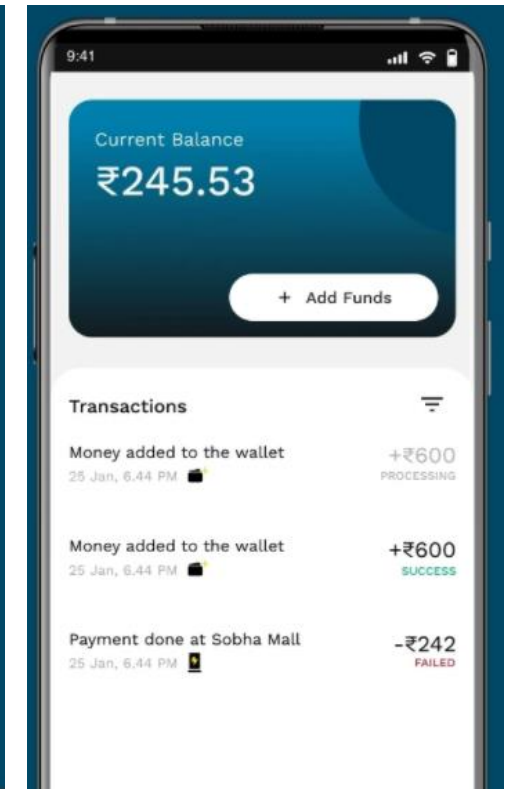 9:41
Current Balance
₹245.53
+ Add Funds
Transactions
Money added to the wallet
+₹600
25 Jan, 6.44 PM
PROCESSING
Money added to the wallet
+₹600
25 Jan, 6.44 PM
SUCCESS
Payment done at Sobha Mall
-₹242
25 Jan, 6.44 PM
FAILED